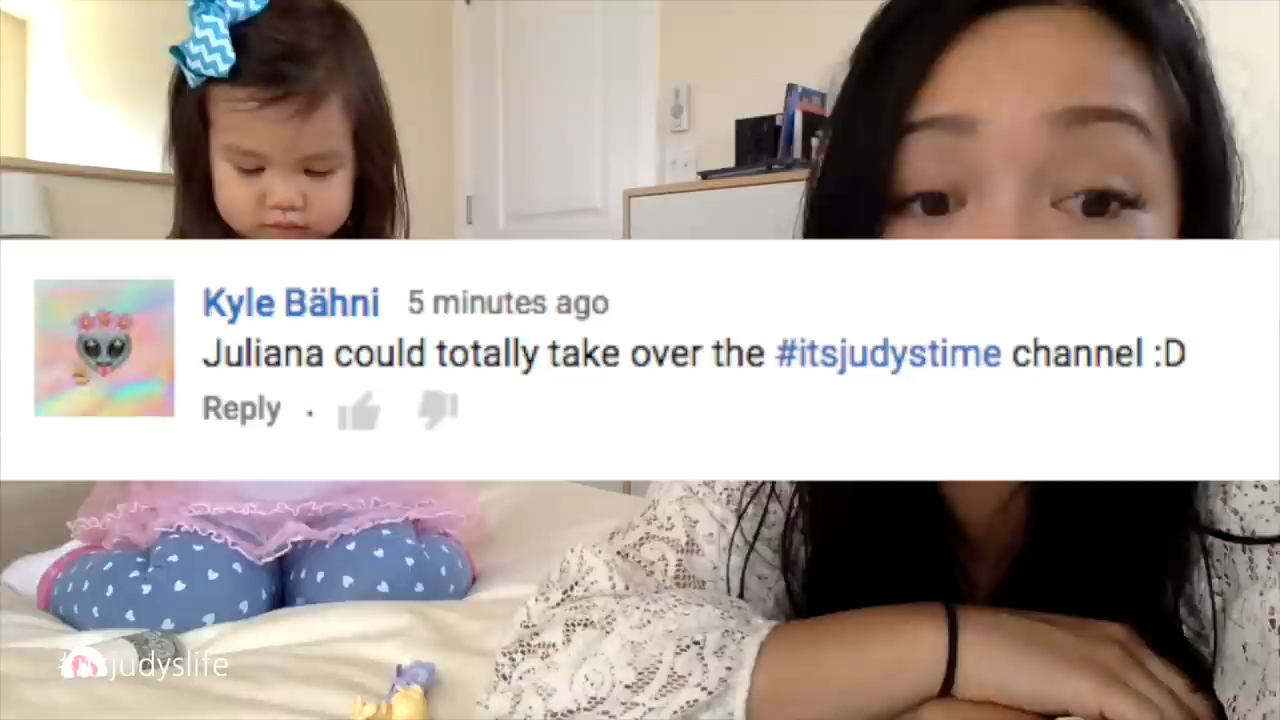 Kyle Bähni 5 minutes ago
Juliana could totally take over the #itsjudystime channel :D
Reply .
judyslife